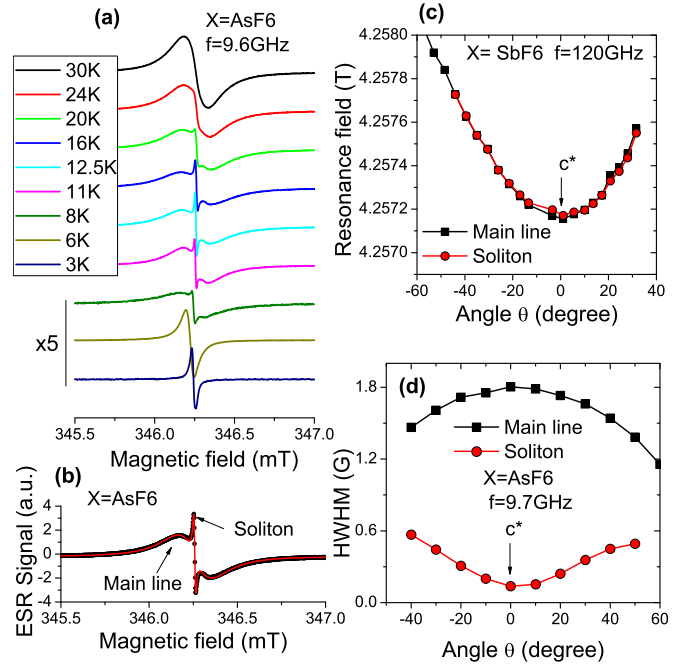 (a)
X=AsF6
f=9.6GHz
30K
24K
20K
16K
12.5K
11K
8K
6K
3K
x5
345.5 346.0 346.5 347.0
Magnetic field (mT)
(b)
X=AsF6
ESR Signal (a.u.)
4
2
0
-2
-4
Soliton
Main line
345.5 346.0 346.5 347.0
Magnetic field (mT)
(c)
X= SbF6 f=120GHz
Resonance field (T)
4.2580
4.2578
4.2576
4.2574
4.2572
4.2570
c*
Main line
Soliton
-60 -40 -20 0 20 40
Angle θ (degree)
(d)
HWHM (G)
1.8
1.2
0.6
0.0
Main line
Soliton
X=AsF6
f=9.7GHz
c*
-40 -20 0 20 40 60
Angle θ (degree)